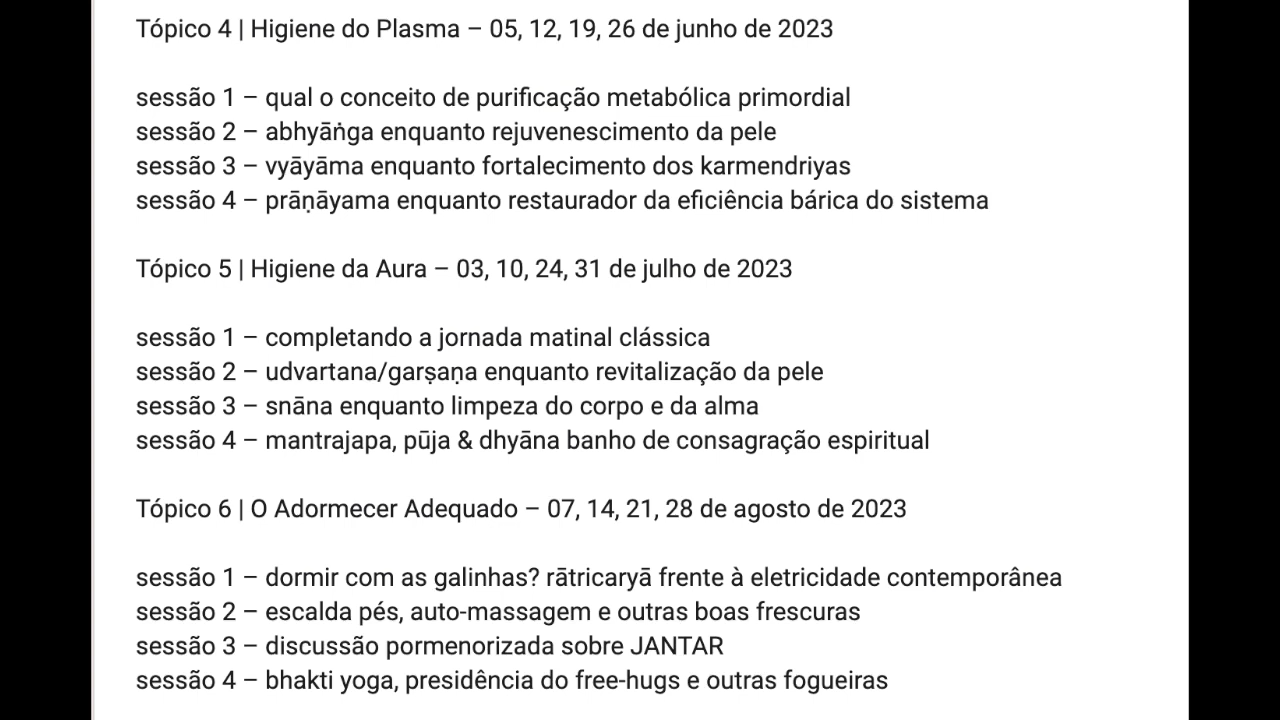 Tópico 4 | Higiene do Plasma – 05, 12, 19, 26 de junho de 2023
sessão 1 – qual o conceito de purificação metabólica primordial
sessão 2 – abhyāṅga enquanto rejuvenescimento da pele
sessão 3 – vyāyāma enquanto fortalecimento dos karmendriyas
sessão 4 – prāṇāyama enquanto restaurador da eficiência bárica do sistema
Tópico 5 | Higiene da Aura – 03, 10, 24, 31 de julho de 2023
sessão 1 – completando a jornada matinal clássica
sessão 2 – udvartana/garṣaṇa enquanto revitalização da pele
sessão 3 – snāna enquanto limpeza do corpo e da alma
sessão 4 – mantrajapa, pūja & dhyāna banho de consagração espiritual
Tópico 6 | O Adormecer Adequado – 07, 14, 21, 28 de agosto de 2023
sessão 1 – dormir com as galinhas? rātricaryā frente à eletricidade contemporânea
sessão 2 – escalda pés, auto-massagem e outras boas frescuras
sessão 3 – discussão pormenorizada sobre JANTAR
sessão 4 – bhakti yoga, presidência do free-hugs e outras fogueiras